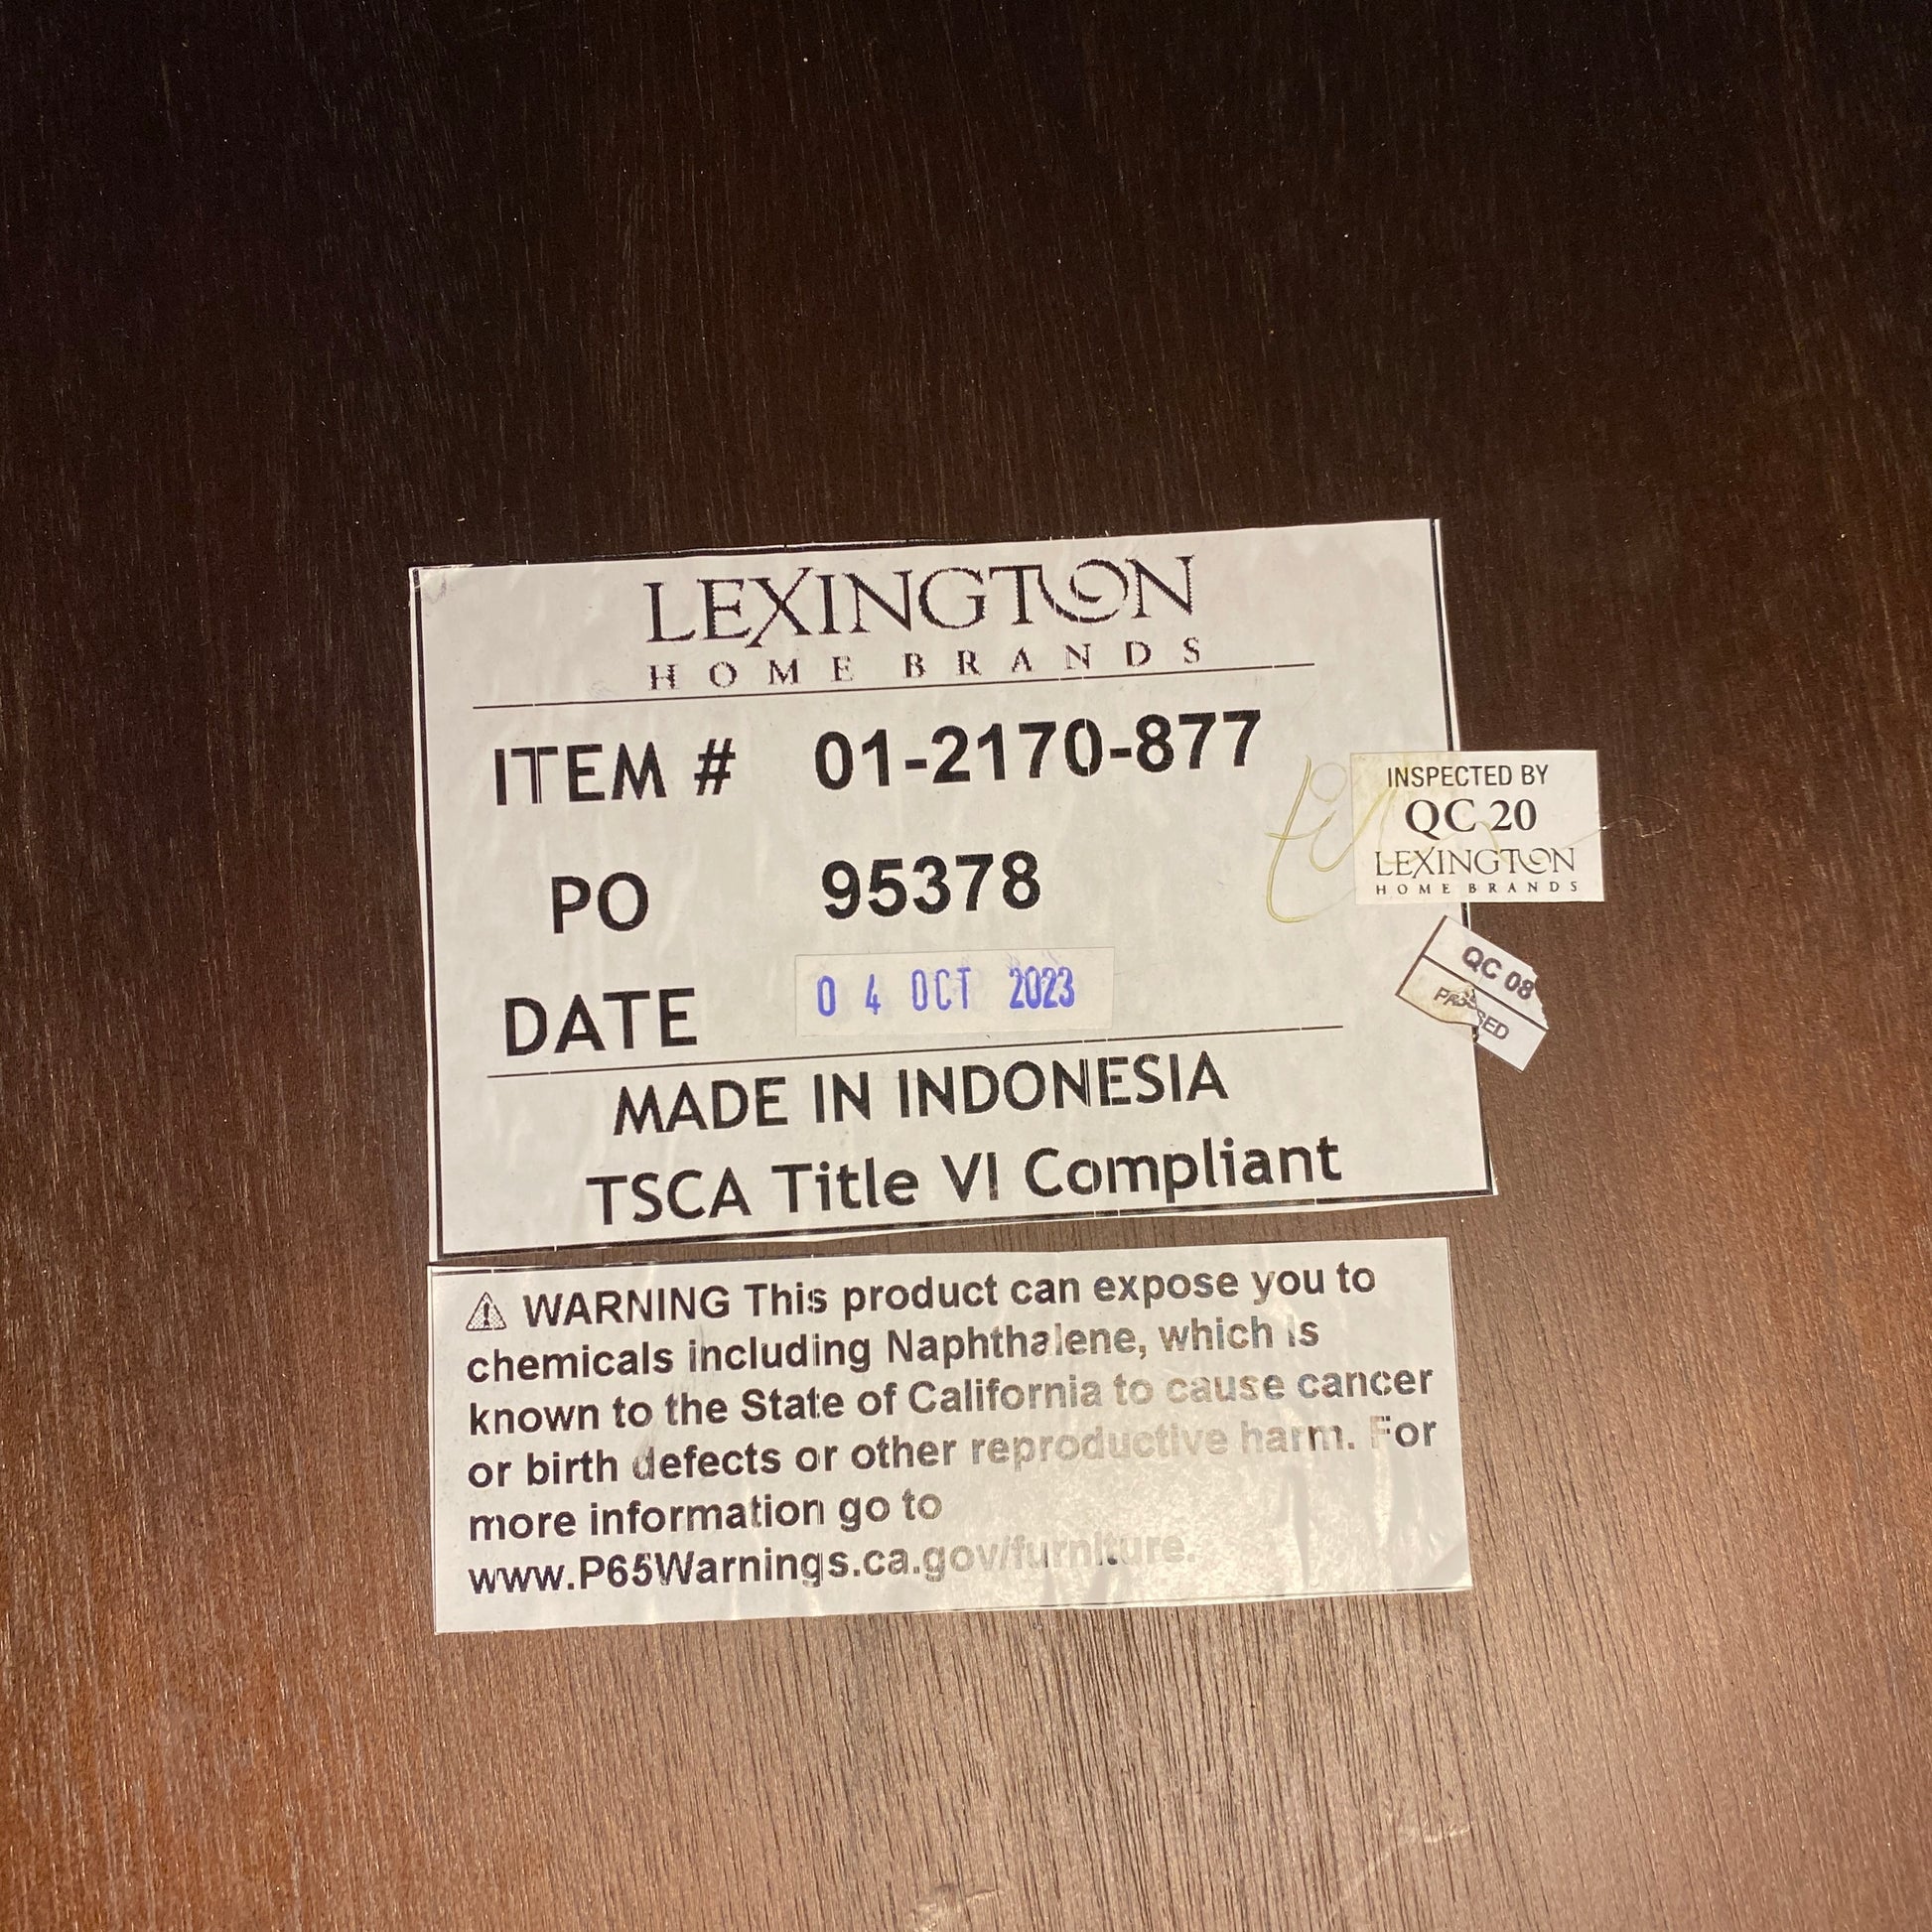 LEXINGTON
HOME BRANDS
ITEM # 01-2170-877
PO 95378
DATE 04 OCT 2023
MADE IN INDONESIA
TSCA Title VI Compliant
INSPECTED BY
QC 20
LEXINGTON
HOME BRANDS
QC 08
PASSED
⚠ WARNING This product can expose you to
chemicals including Naphthalene, which is
known to the State of California to cause cancer
or birth defects or other reproductive harm. For
more information go to
www.P65Warnings.ca.gov/furniture.